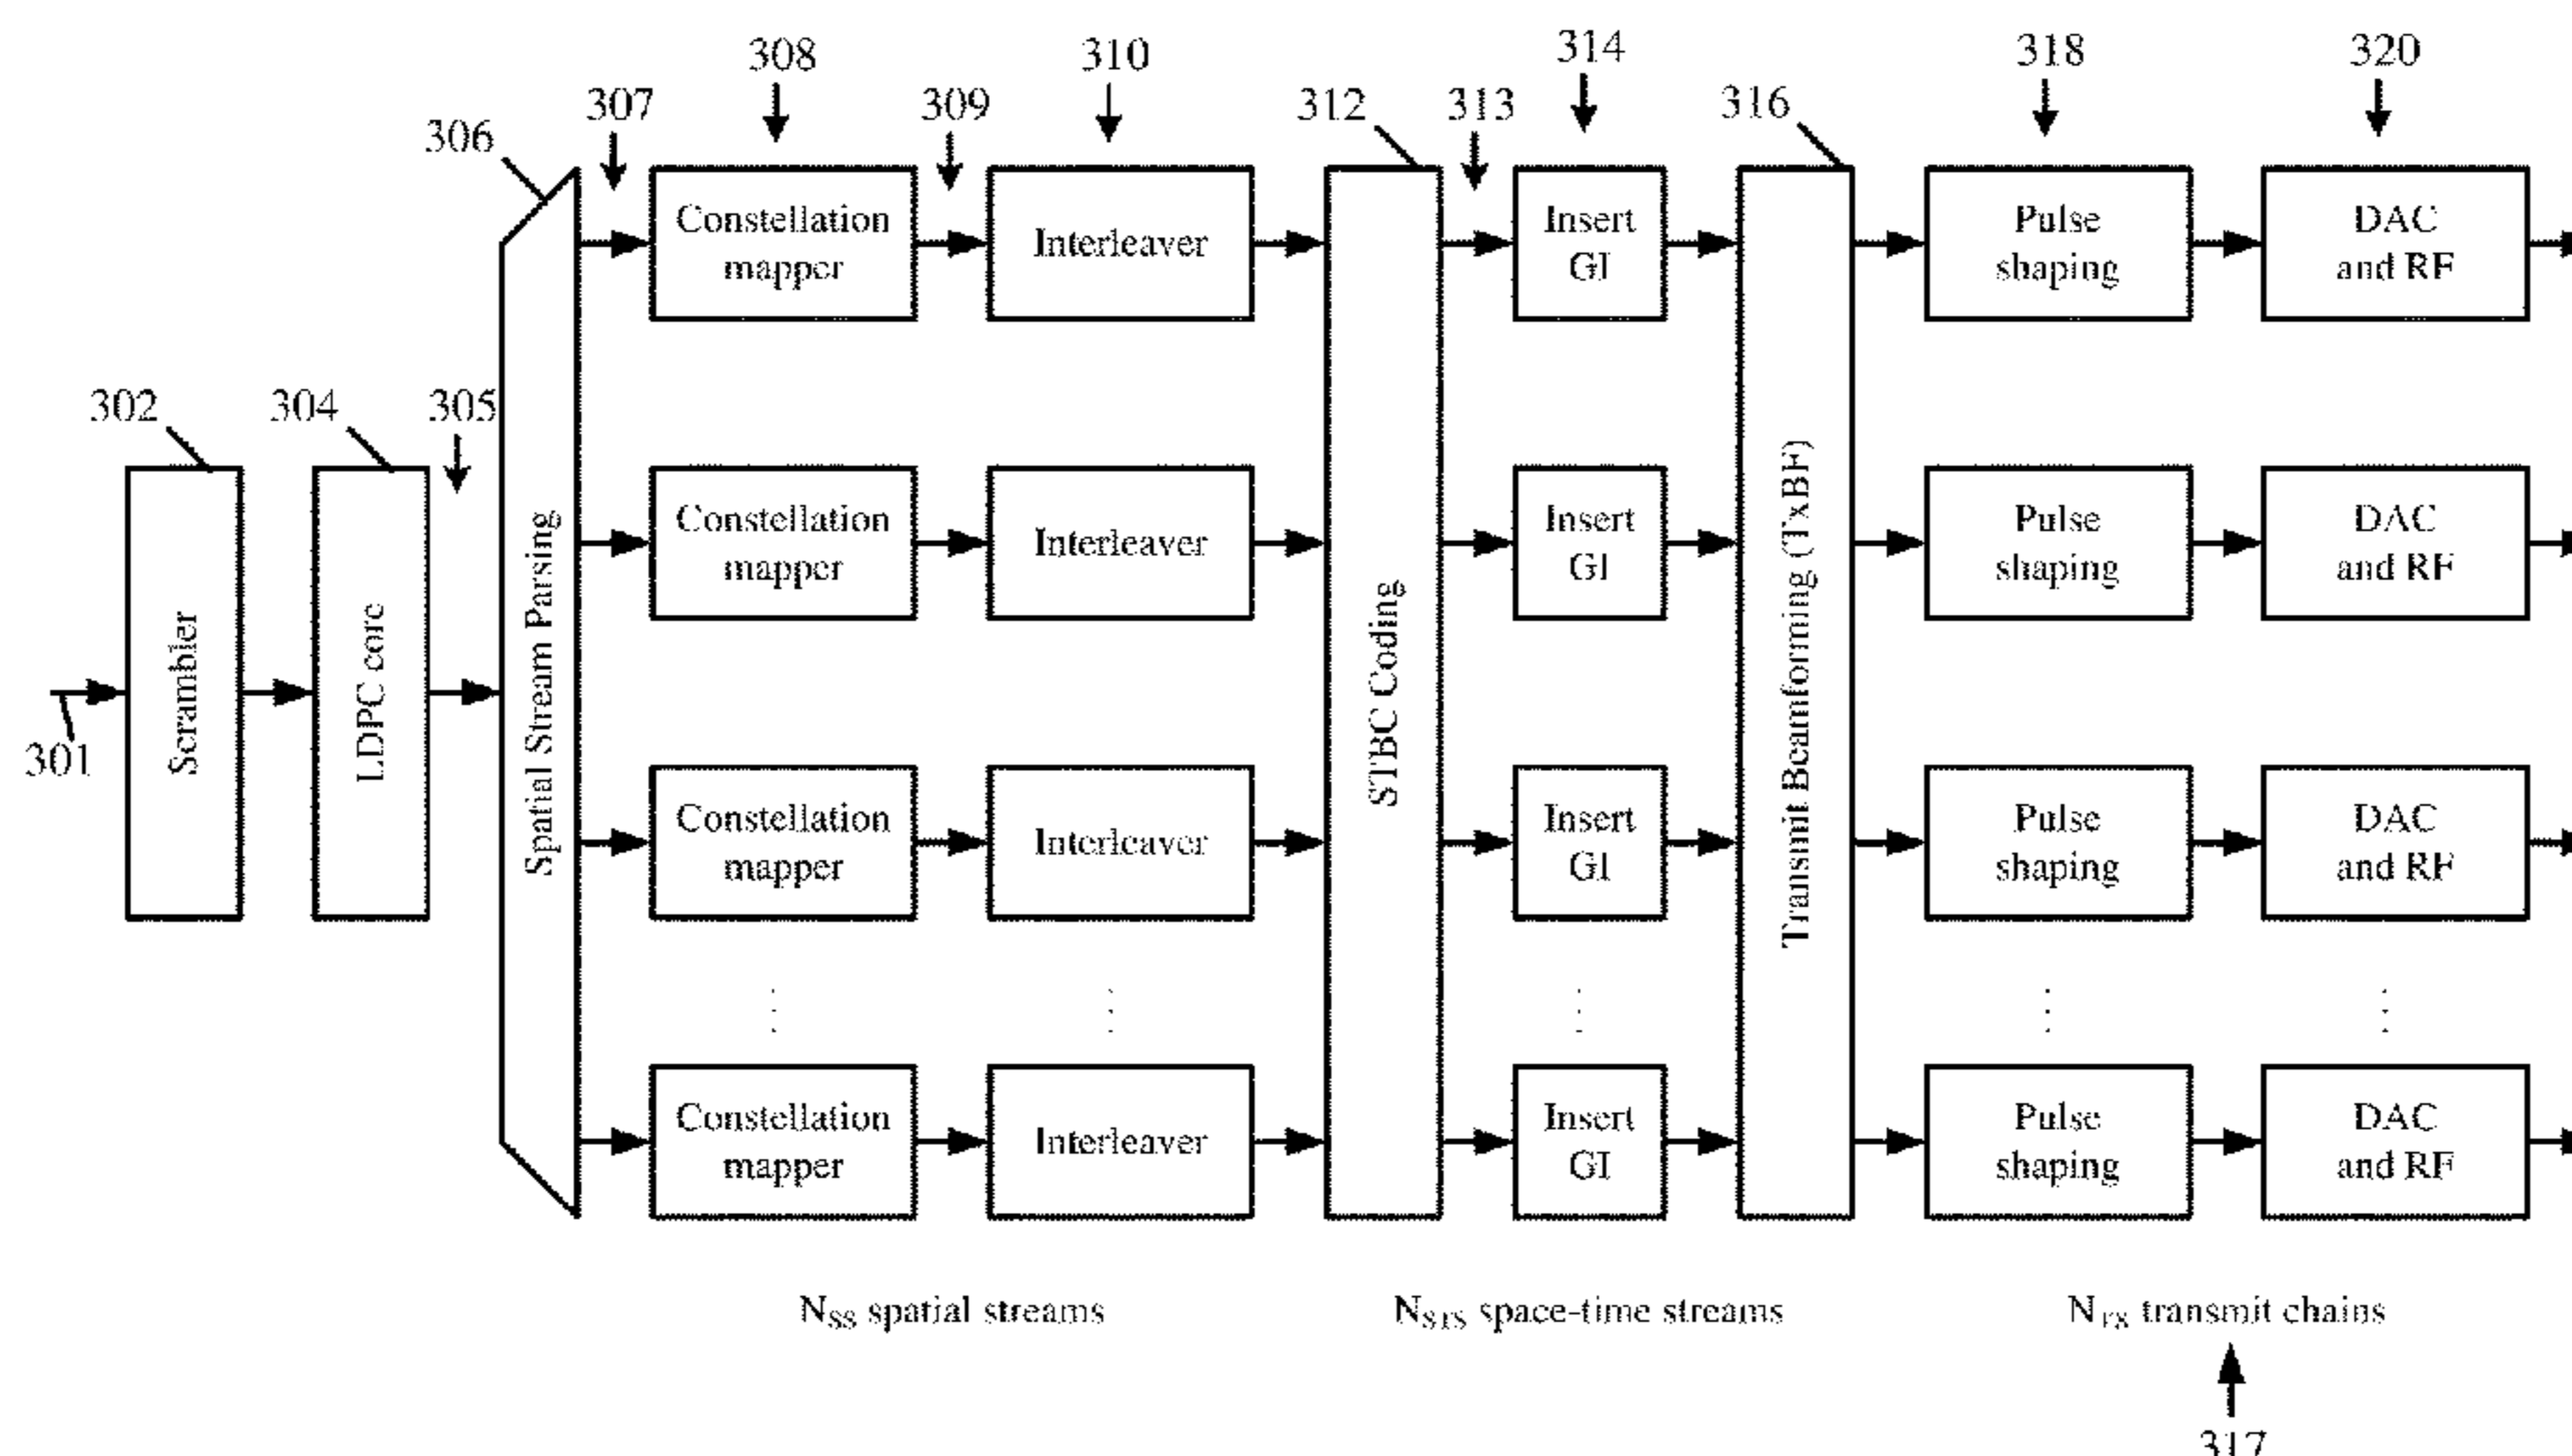 308
310
314
318
320
307
309
312
313
316
306
302
304
305
301
Scrambler
LDPC core
Spatial Stream Parsing
Constellation
mapper
Interleaver
Insert
GI
Pulse
shaping
DAC
and RF
Constellation
mapper
Interleaver
Insert
GI
Pulse
shaping
DAC
and RF
STBC Coding
Transmit Beamforming (TxBF)
Constellation
mapper
Interleaver
Insert
GI
Pulse
shaping
DAC
and RF
Constellation
mapper
Interleaver
Insert
GI
Pulse
shaping
DAC
and RF
NSS spatial streams
NSTS space-time streams
NTX transmit chains
317